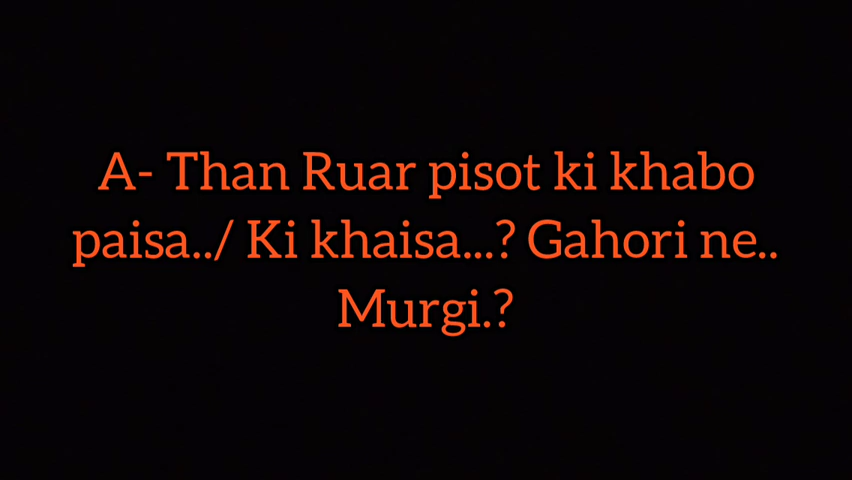 A- Than Ruar pisot ki khabo
paisa../ Ki khaisa...? Gahori ne..
Murgi.?